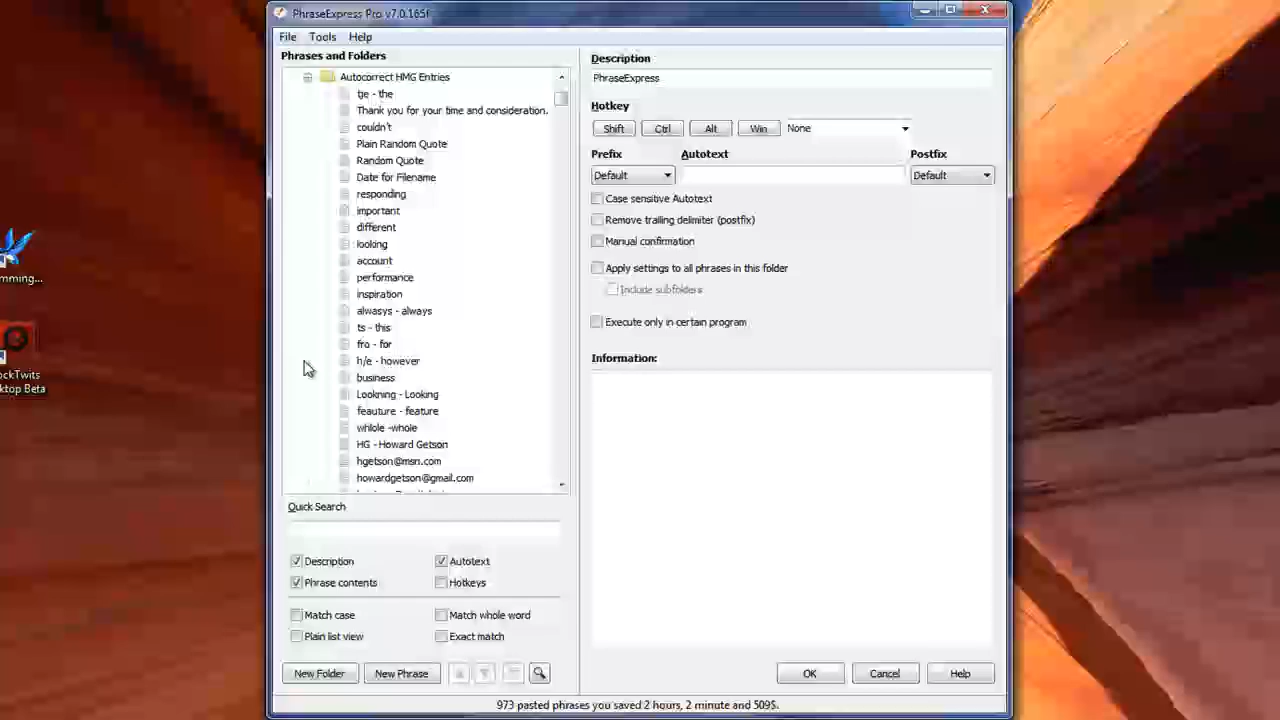 PhraseExpress Pro v7.0.165f
File Tools Help
Phrases and Folders
Autocorrect HMG Entries
tje - the
Thank you for your time and consideration.
couldn't
Plain Random Quote
Random Quote
Date for Filename
responding
important
different
looking
account
performance
inspiration
alwasys - always
ts - this
fro - for
h/e - however
business
Lookning - Looking
feauture - feature
whlole -whole
HG - Howard Getson
hgetson@msn.com
howardgetson@gmail.com
Quick Search
Description
Autotext
Phrase contents
Hotkeys
Match case
Match whole word
Plain list view
Exact match
New Folder
New Phrase
Description
PhraseExpress
Hotkey
Shift Ctrl Alt Win None
Prefix Autotext Postfix
Default Default
Case sensitive Autotext
Remove trailing delimiter (postfix)
Manual confirmation
Apply settings to all phrases in this folder
Include subfolders
Execute only in certain program
Information:
OK Cancel Help
973 pasted phrases you saved 2 hours, 2 minute and 509$.
mming...
ockTwits
ktop Beta